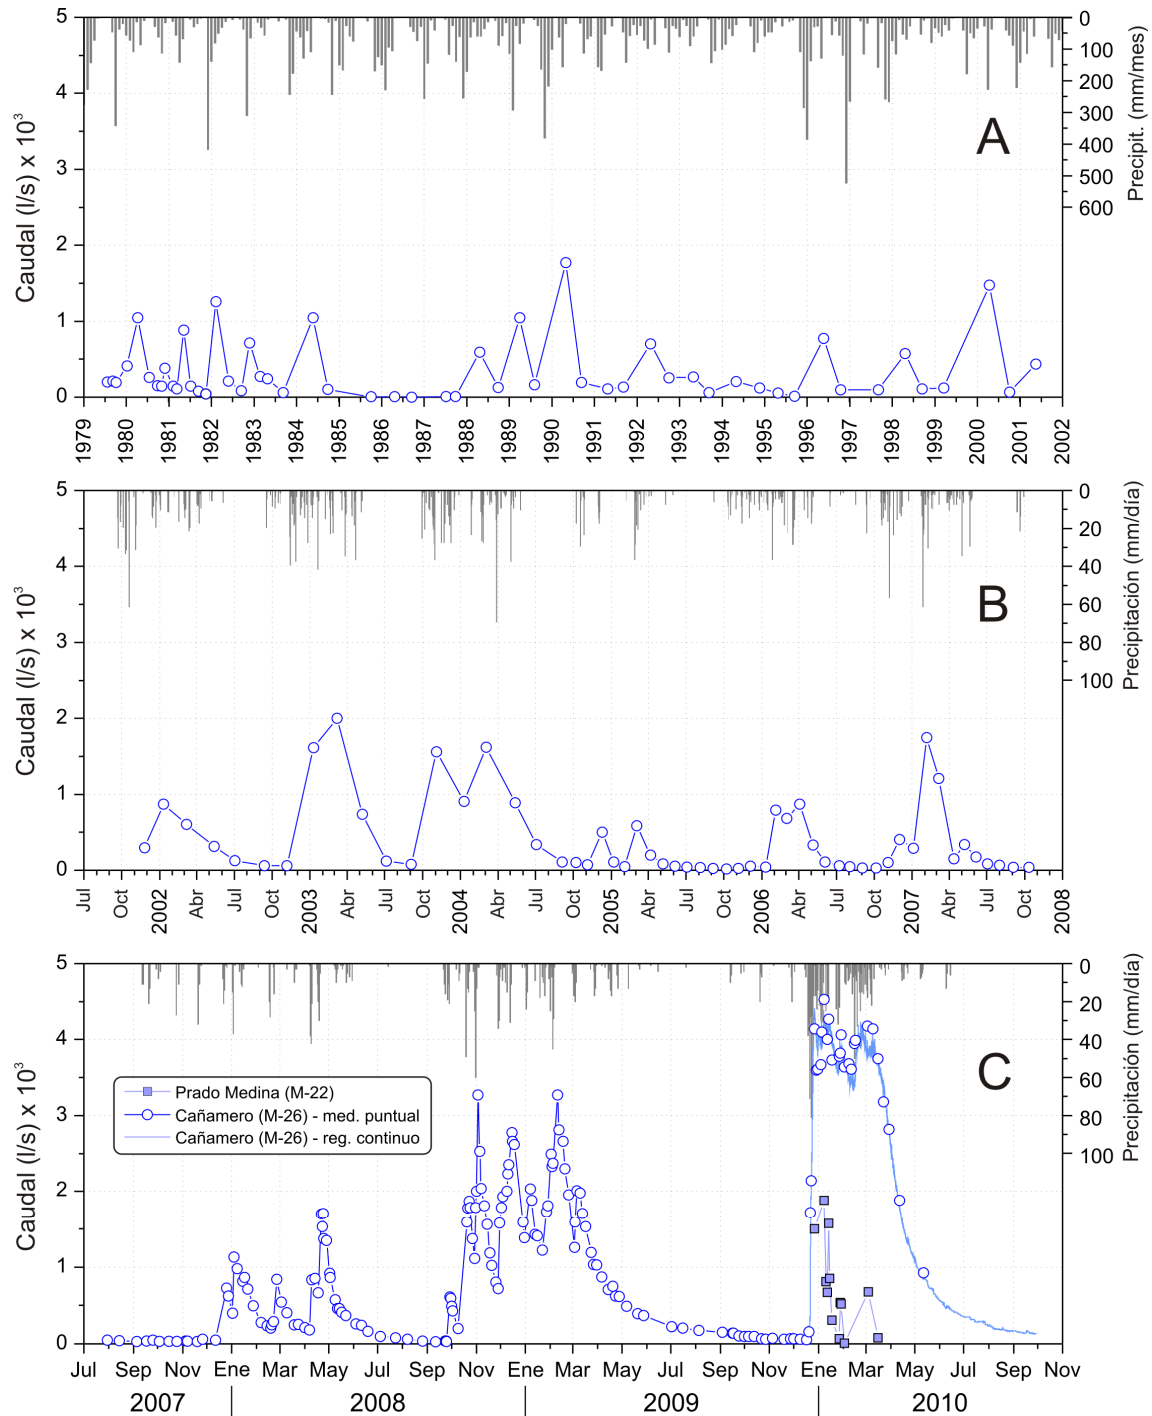 5
4
3
2
1
0
Caudal (l/s) x 10³
0
100
200
300
400
500
600
Precipit. (mm/mes)
A
1979
1980
1981
1982
1983
1984
1985
1986
1987
1988
1989
1990
1991
1992
1993
1994
1995
1996
1997
1998
1999
2000
2001
2002
5
4
3
2
1
0
Caudal (l/s) x 10³
0
20
40
60
80
100
Precipitación (mm/día)
B
Jul
Oct
2002
Abr
Jul
Oct
2003
Abr
Jul
Oct
2004
Abr
Jul
Oct
2005
Abr
Jul
Oct
2006
Abr
Jul
Oct
2007
Abr
Jul
Oct
2008
5
4
3
2
1
0
Caudal (l/s) x 10³
0
20
40
60
80
100
Precipitación (mm/día)
C
Prado Medina (M-22)
Cañamero (M-26) - med. puntual
Cañamero (M-26) - reg. continuo
Jul Sep Nov Ene Mar May Jul Sep Nov Ene Mar May Jul Sep Nov Ene Mar May Jul Sep Nov
2007 2008 2009 2010